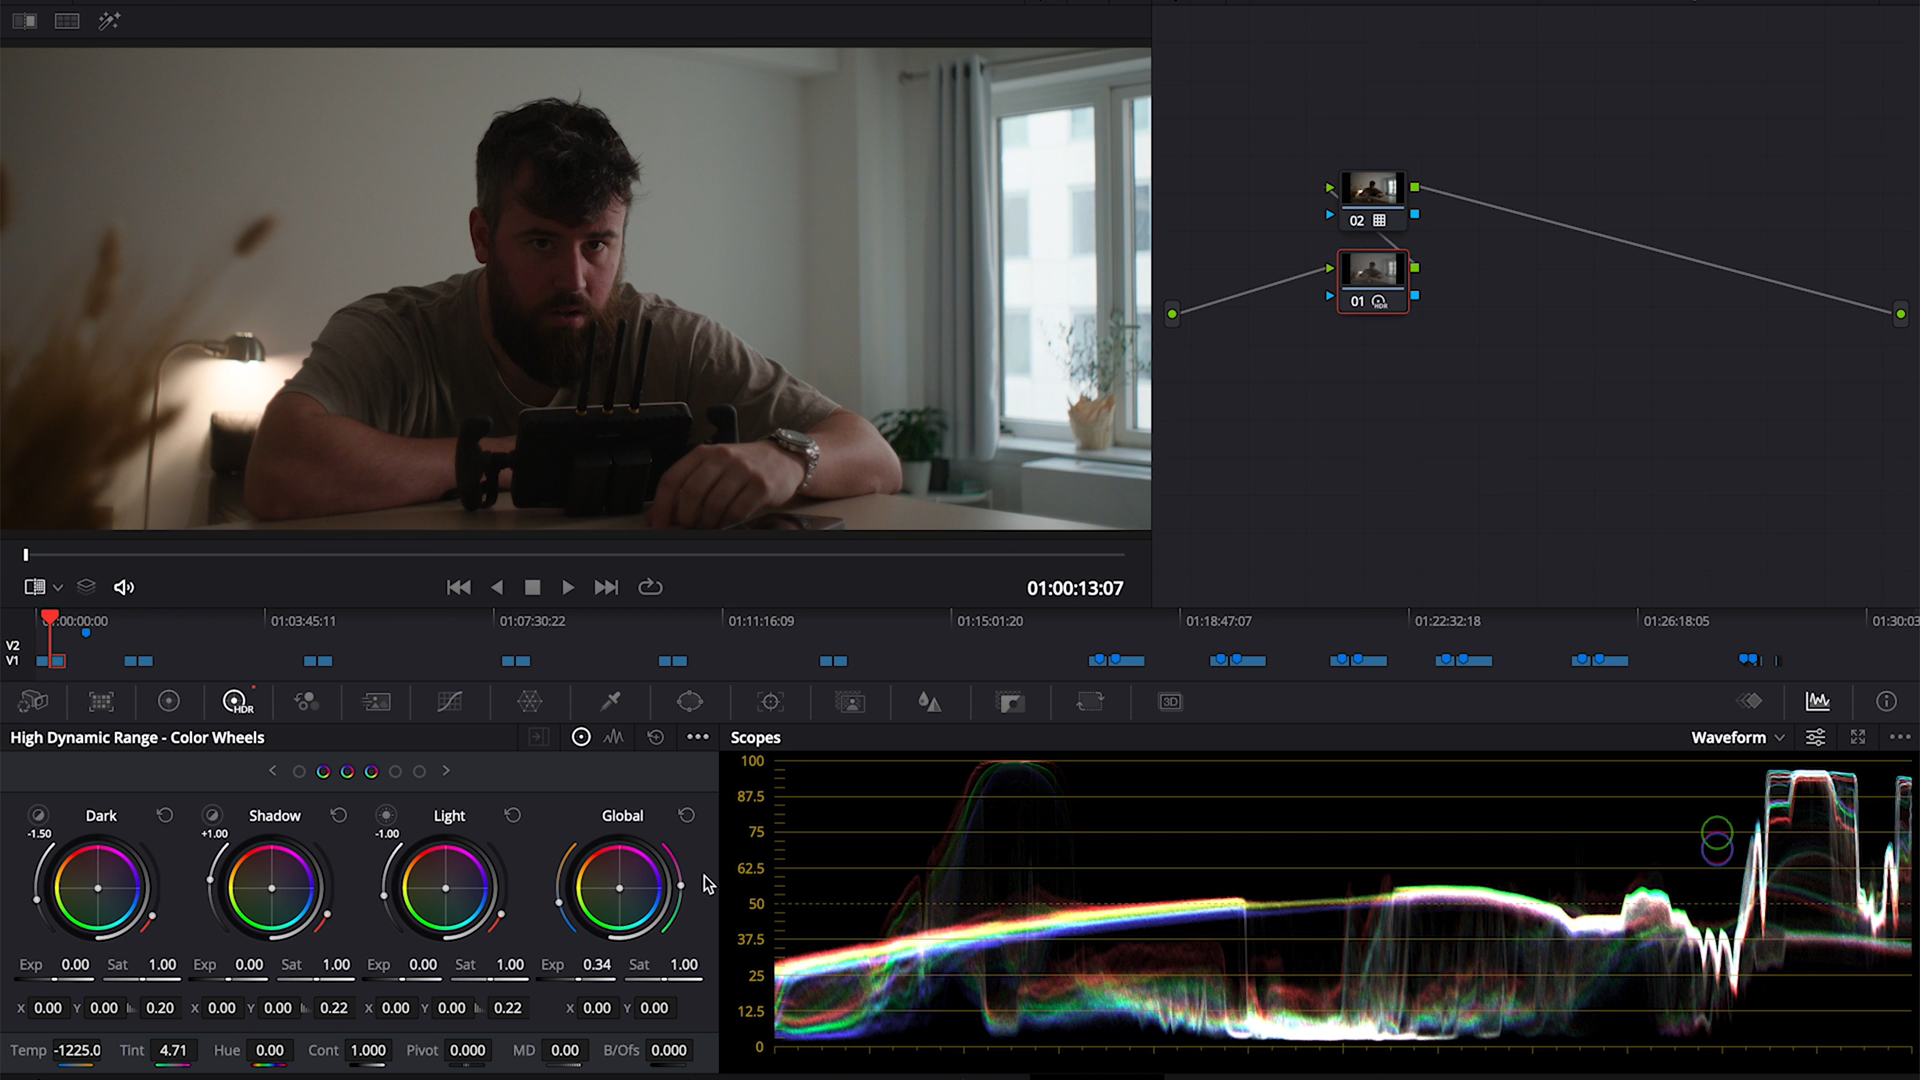 02
01 HDR
01:00:13:07
:00:00:00 01:03:45:11 01:07:30:22 01:11:16:09 01:15:01:20 01:18:47:07 01:22:32:18 01:26:18:05 01:30:03
V2
V1
HDR 3D
High Dynamic Range - Color Wheels
Scopes Waveform
Dark Shadow Light Global
-1.50 +1.00 -1.00
Exp 0.00 Sat 1.00 Exp 0.00 Sat 1.00 Exp 0.00 Sat 1.00 Exp 0.34 Sat 1.00
X 0.00 Y 0.00 0.20 X 0.00 Y 0.00 0.22 X 0.00 Y 0.00 0.22 X 0.00 Y 0.00
Temp -1225.0 Tint 4.71 Hue 0.00 Cont 1.000 Pivot 0.000 MD 0.00 B/Ofs 0.000
100
87.5
75
62.5
50
37.5
25
12.5
0